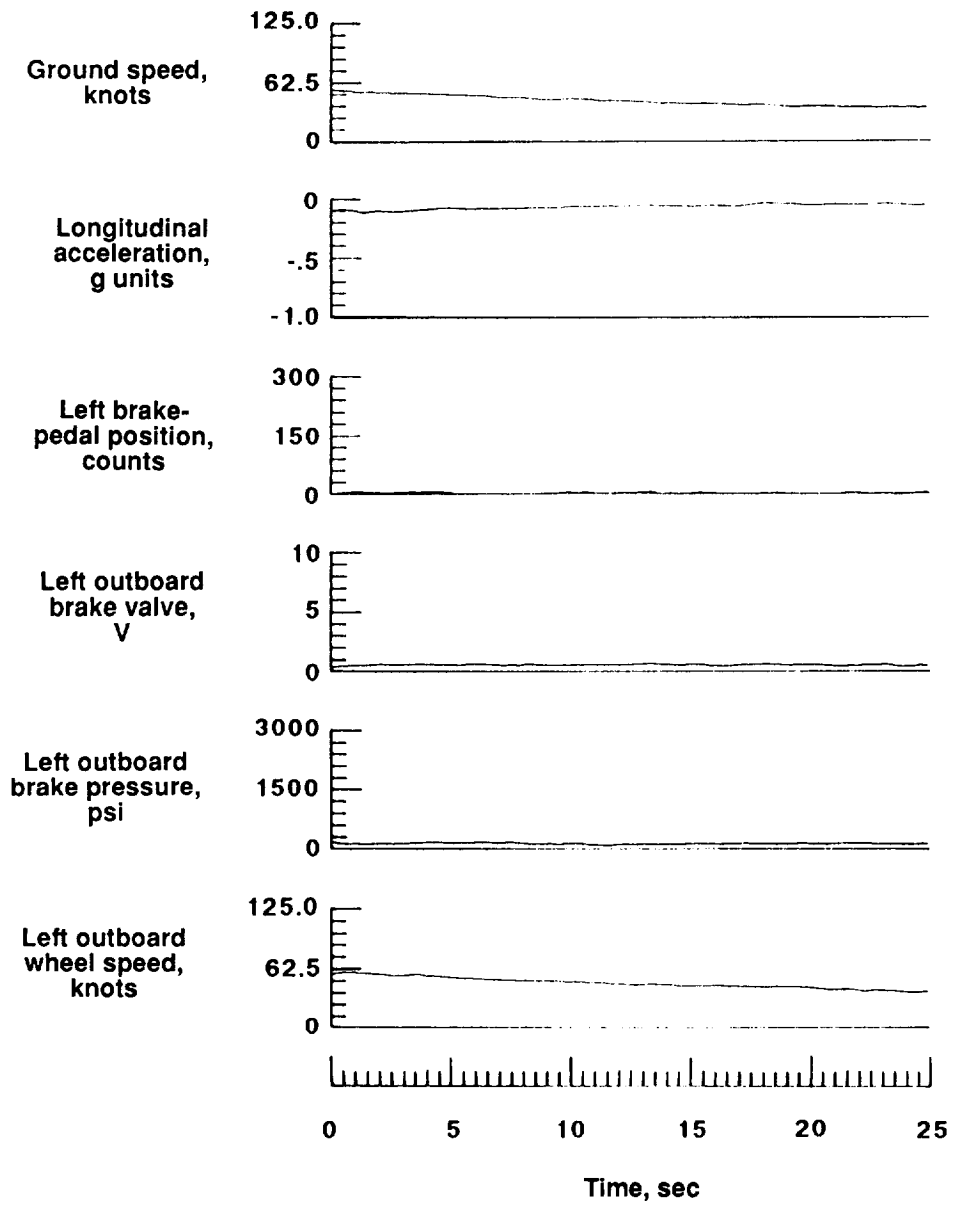 125.0
Ground speed,
knots
62.5
0
0
Longitudinal
acceleration,
g units
-.5
-1.0
300
Left brake-
pedal position,
counts
150
0
10
Left outboard
brake valve,
V
5
0
3000
Left outboard
brake pressure,
psi
1500
0
125.0
Left outboard
wheel speed,
knots
62.5
0
0 5 10 15 20 25
Time, sec